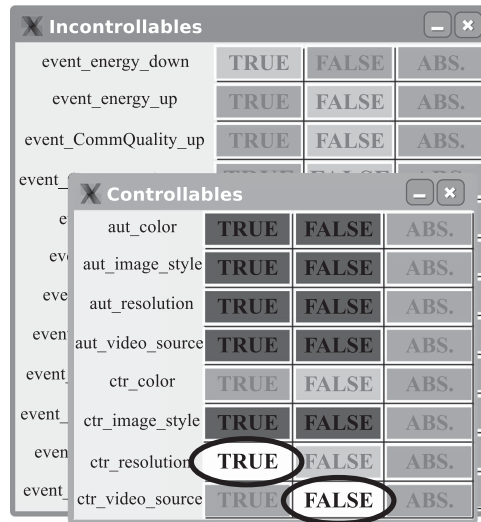 Incontrollables
event_energy_down TRUE FALSE ABS.
event_energy_up TRUE FALSE ABS.
event_CommQuality_up TRUE FALSE ABS.
event_
Controllables
aut_color TRUE FALSE ABS.
aut_image_style TRUE FALSE ABS.
aut_resolution TRUE FALSE ABS.
aut_video_source TRUE FALSE ABS.
ctr_color TRUE FALSE ABS.
ctr_image_style TRUE FALSE ABS.
ctr_resolution TRUE FALSE ABS.
ctr_video_source TRUE FALSE ABS.